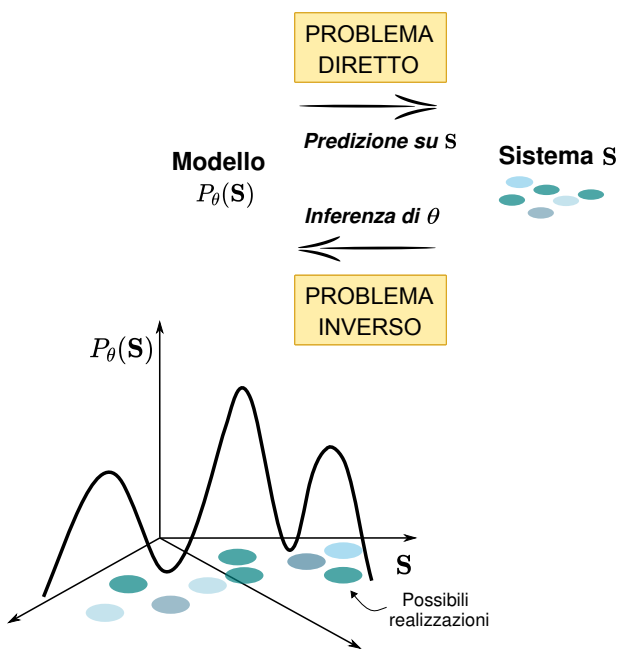 PROBLEMA
DIRETTO
Predizione su S
Modello
P_θ(S)
Sistema S
Inferenza di θ
PROBLEMA
INVERSO
P_θ(S)
S
Possibili
realizzazioni